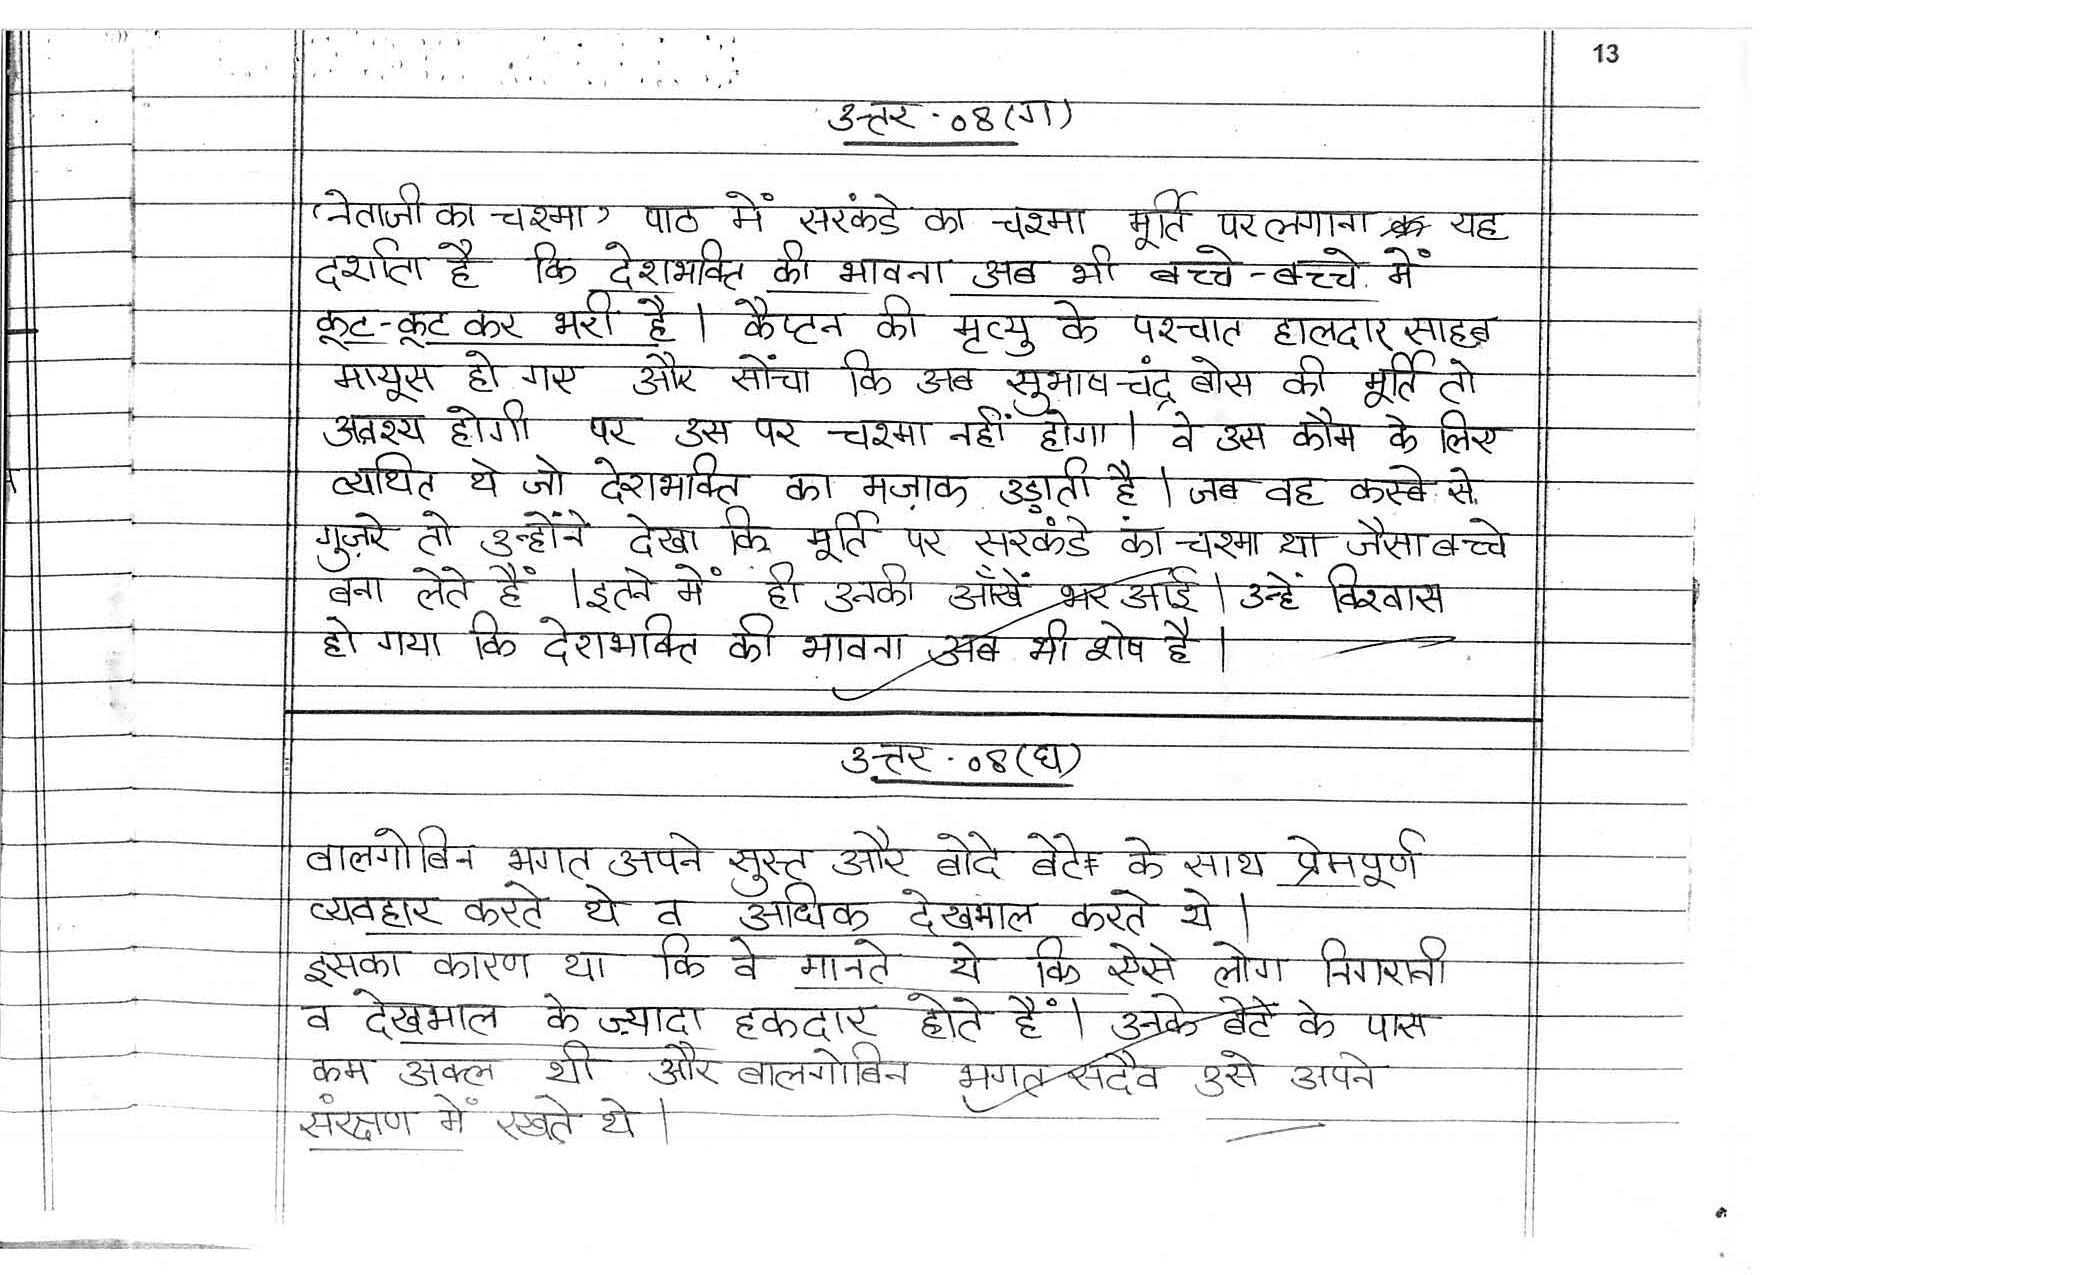 13
उत्तर-08(ग)
'नेताजी का चश्मा' पाठ में सरकंडे का चश्मा मूर्ति पर लगाना यह
दर्शाता है कि देशभक्ति की भावना अब भी बच्चे-बच्चे में
कूट-कूट कर भरी है। कैप्टन की मृत्यु के पश्चात हालदार साहब
मायूस हो गए और सोंचा कि अब सुभाषचंद्र बोस की मूर्ति तो
अवश्य होगी पर उस पर चश्मा नहीं होगा। वे उस कौम के लिए
व्यथित थे जो देशभक्ति का मज़ाक उड़ाती है। जब वह कस्बे से
गुज़रे तो उन्होंने देखा कि मूर्ति पर सरकंडे का चश्मा था जैसा बच्चे
बना लेते हैं। इतने में ही उनकी आँखें भर आई। उन्हें विश्वास
हो गया कि देशभक्ति की भावना अब भी शेष है।
उत्तर-08(घ)
बालगोबिन भगत अपने सुस्त और बोदे बेटे के साथ प्रेमपूर्ण
व्यवहार करते थे व अधिक देखभाल करते थे।
इसका कारण था कि वे मानते थे कि ऐसे लोग निगरानी
व देखभाल के ज़्यादा हकदार होते हैं। उनके बेटे के पास
कम अक्ल थी और बालगोबिन भगत सदैव उसे अपने
संरक्षण में रखते थे।